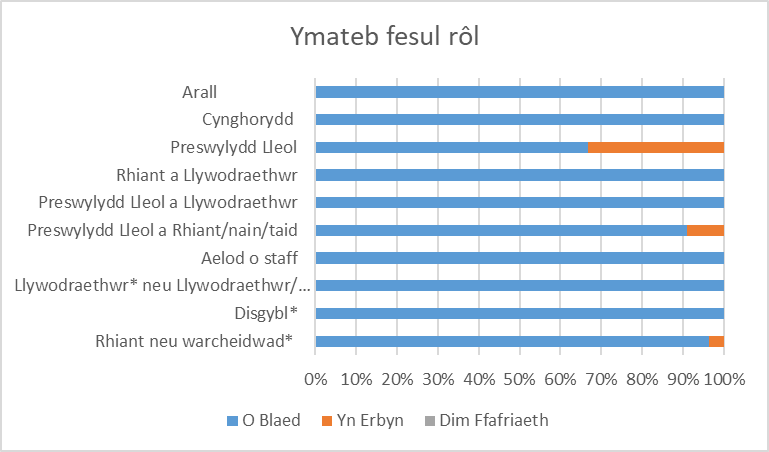 Ymateb fesul rôl
Arall
Cynghorydd
Preswylydd Lleol
Rhiant a Llywodraethwr
Preswylydd Lleol a Llywodraethwr
Preswylydd Lleol a Rhiant/nain/taid
Aelod o staff
Llywodraethwr* neu Llywodraethwr/...
Disgybl*
Rhiant neu warcheidwad*
0% 10% 20% 30% 40% 50% 60% 70% 80% 90% 100%
O Blaed Yn Erbyn Dim Ffafriaeth